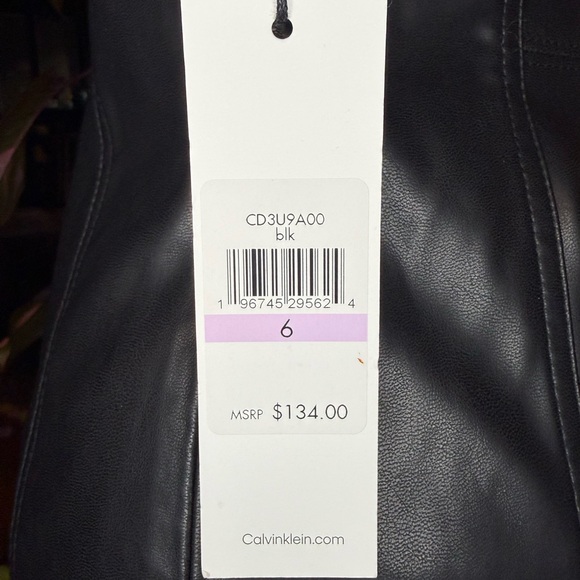 CD3U9A00
blk
1 96745 29562 4
6
MSRP $134.00
Calvinklein.com